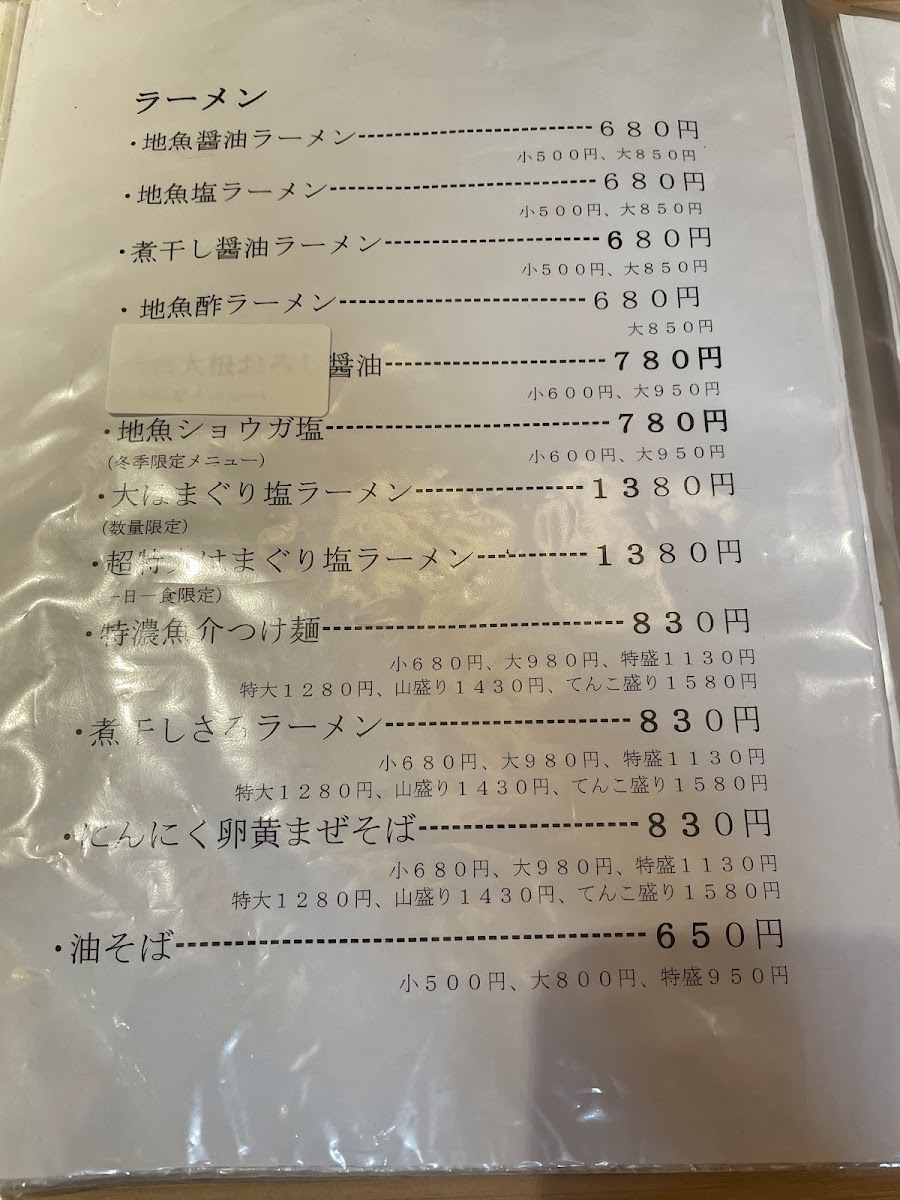 ラーメン
・地魚醤油ラーメン-----------------------680円
小500円、大850円
・地魚塩ラーメン--------------------------680円
小500円、大850円
・煮干し醤油ラーメン---------------------680円
小500円、大850円
・地魚酢ラーメン------------------------680円
大850円
醤油---------------------780円
小600円、大950円
・地魚ショウガ塩---------------------------780円
(冬季限定メニュー) 小600円、大950円
・大はまぐり塩ラーメン----------------1380円
(数量限定)
・超特大はまぐり塩ラーメン----------1380円
(一日一食限定)
・特濃魚介つけ麺----------------------------830円
小680円、大980円、特盛1130円
特大1280円、山盛り1430円、てんこ盛り1580円
・煮干しさろラーメン----------------------830円
小680円、大980円、特盛1130円
特大1280円、山盛り1430円、てんこ盛り1580円
・にんにく卵黄まぜそば-------------------830円
小680円、大980円、特盛1130円
特大1280円、山盛り1430円、てんこ盛り1580円
・油そば---------------------------------------650円
小500円、大800円、特盛950円